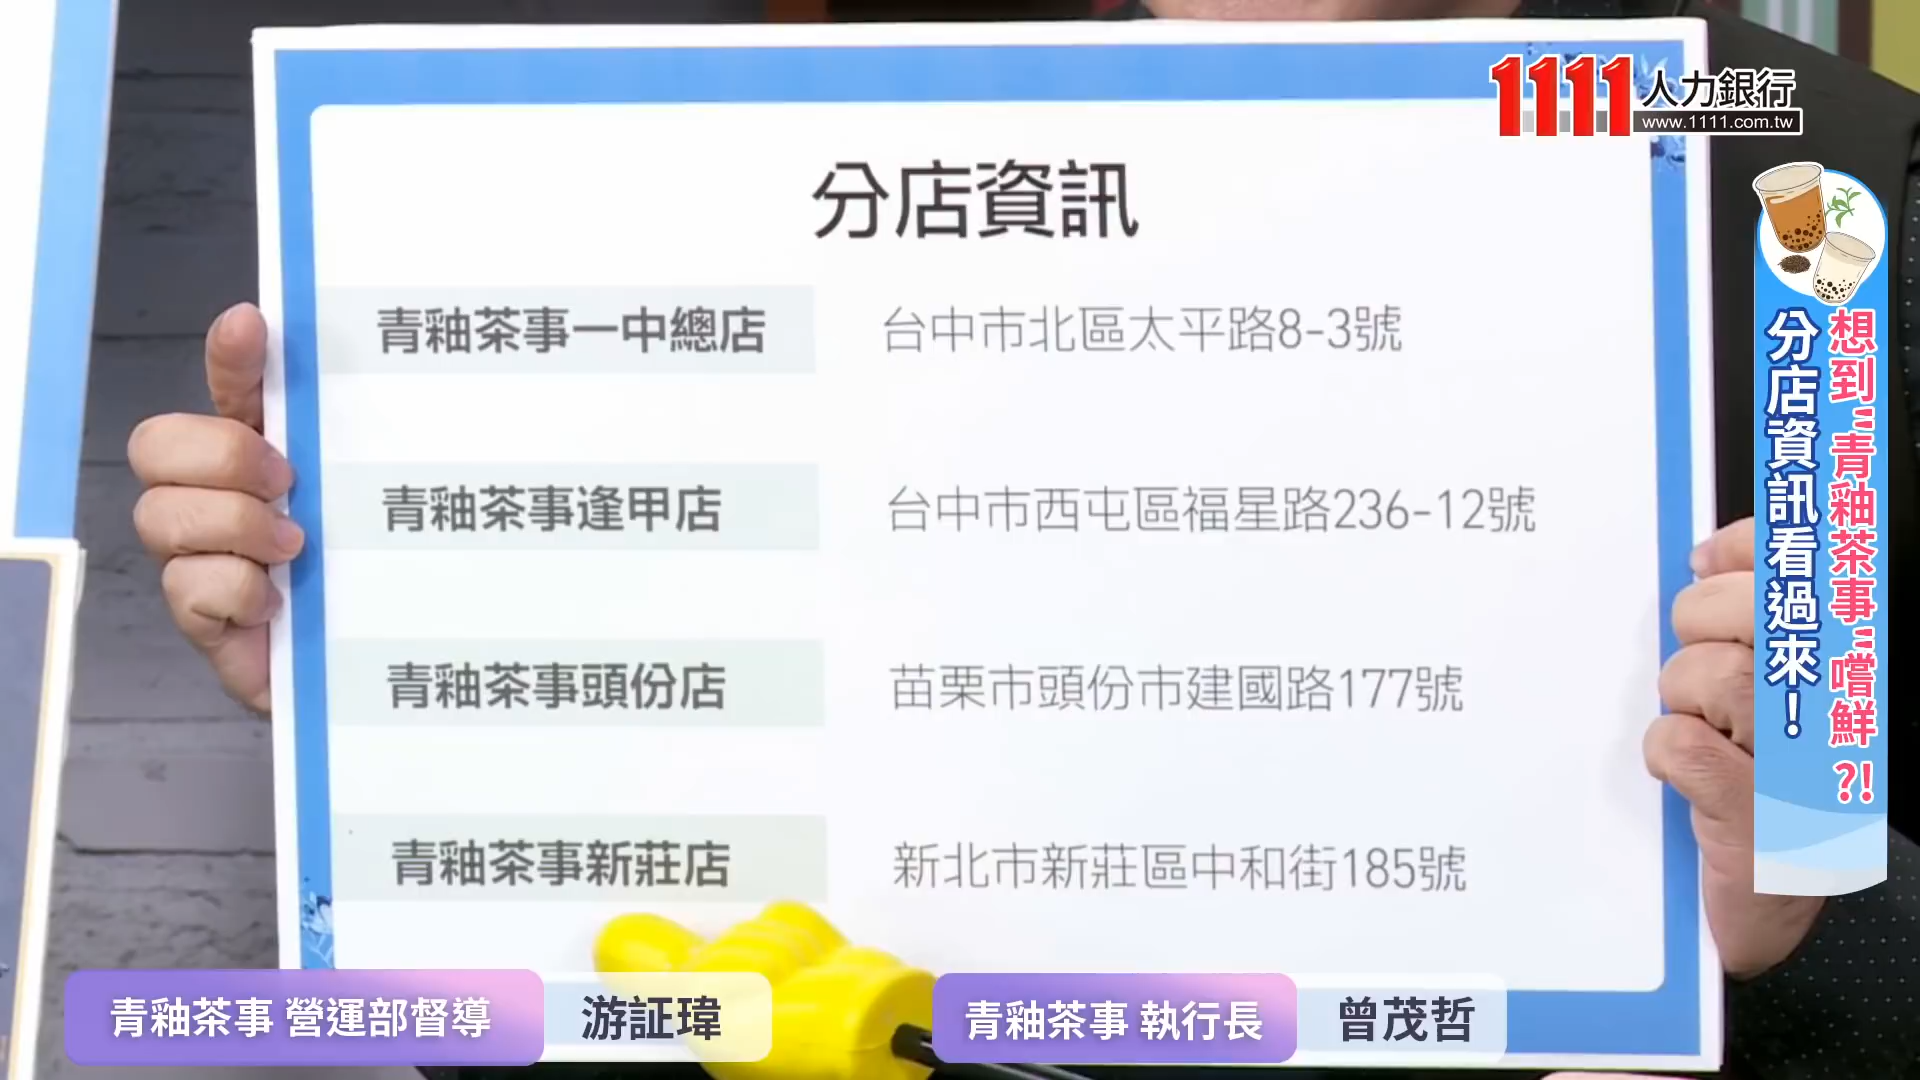 1111人力銀行
www.1111.com.tw
分店資訊
青釉茶事一中總店 台中市北區太平路8-3號
青釉茶事逢甲店 台中市西屯區福星路236-12號
青釉茶事頭份店 苗栗市頭份市建國路177號
青釉茶事新莊店 新北市新莊區中和街185號
想到"青釉茶事"嚐鮮?!
分店資訊看過來!
青釉茶事 營運部督導 游証瑋
青釉茶事 執行長 曾茂哲